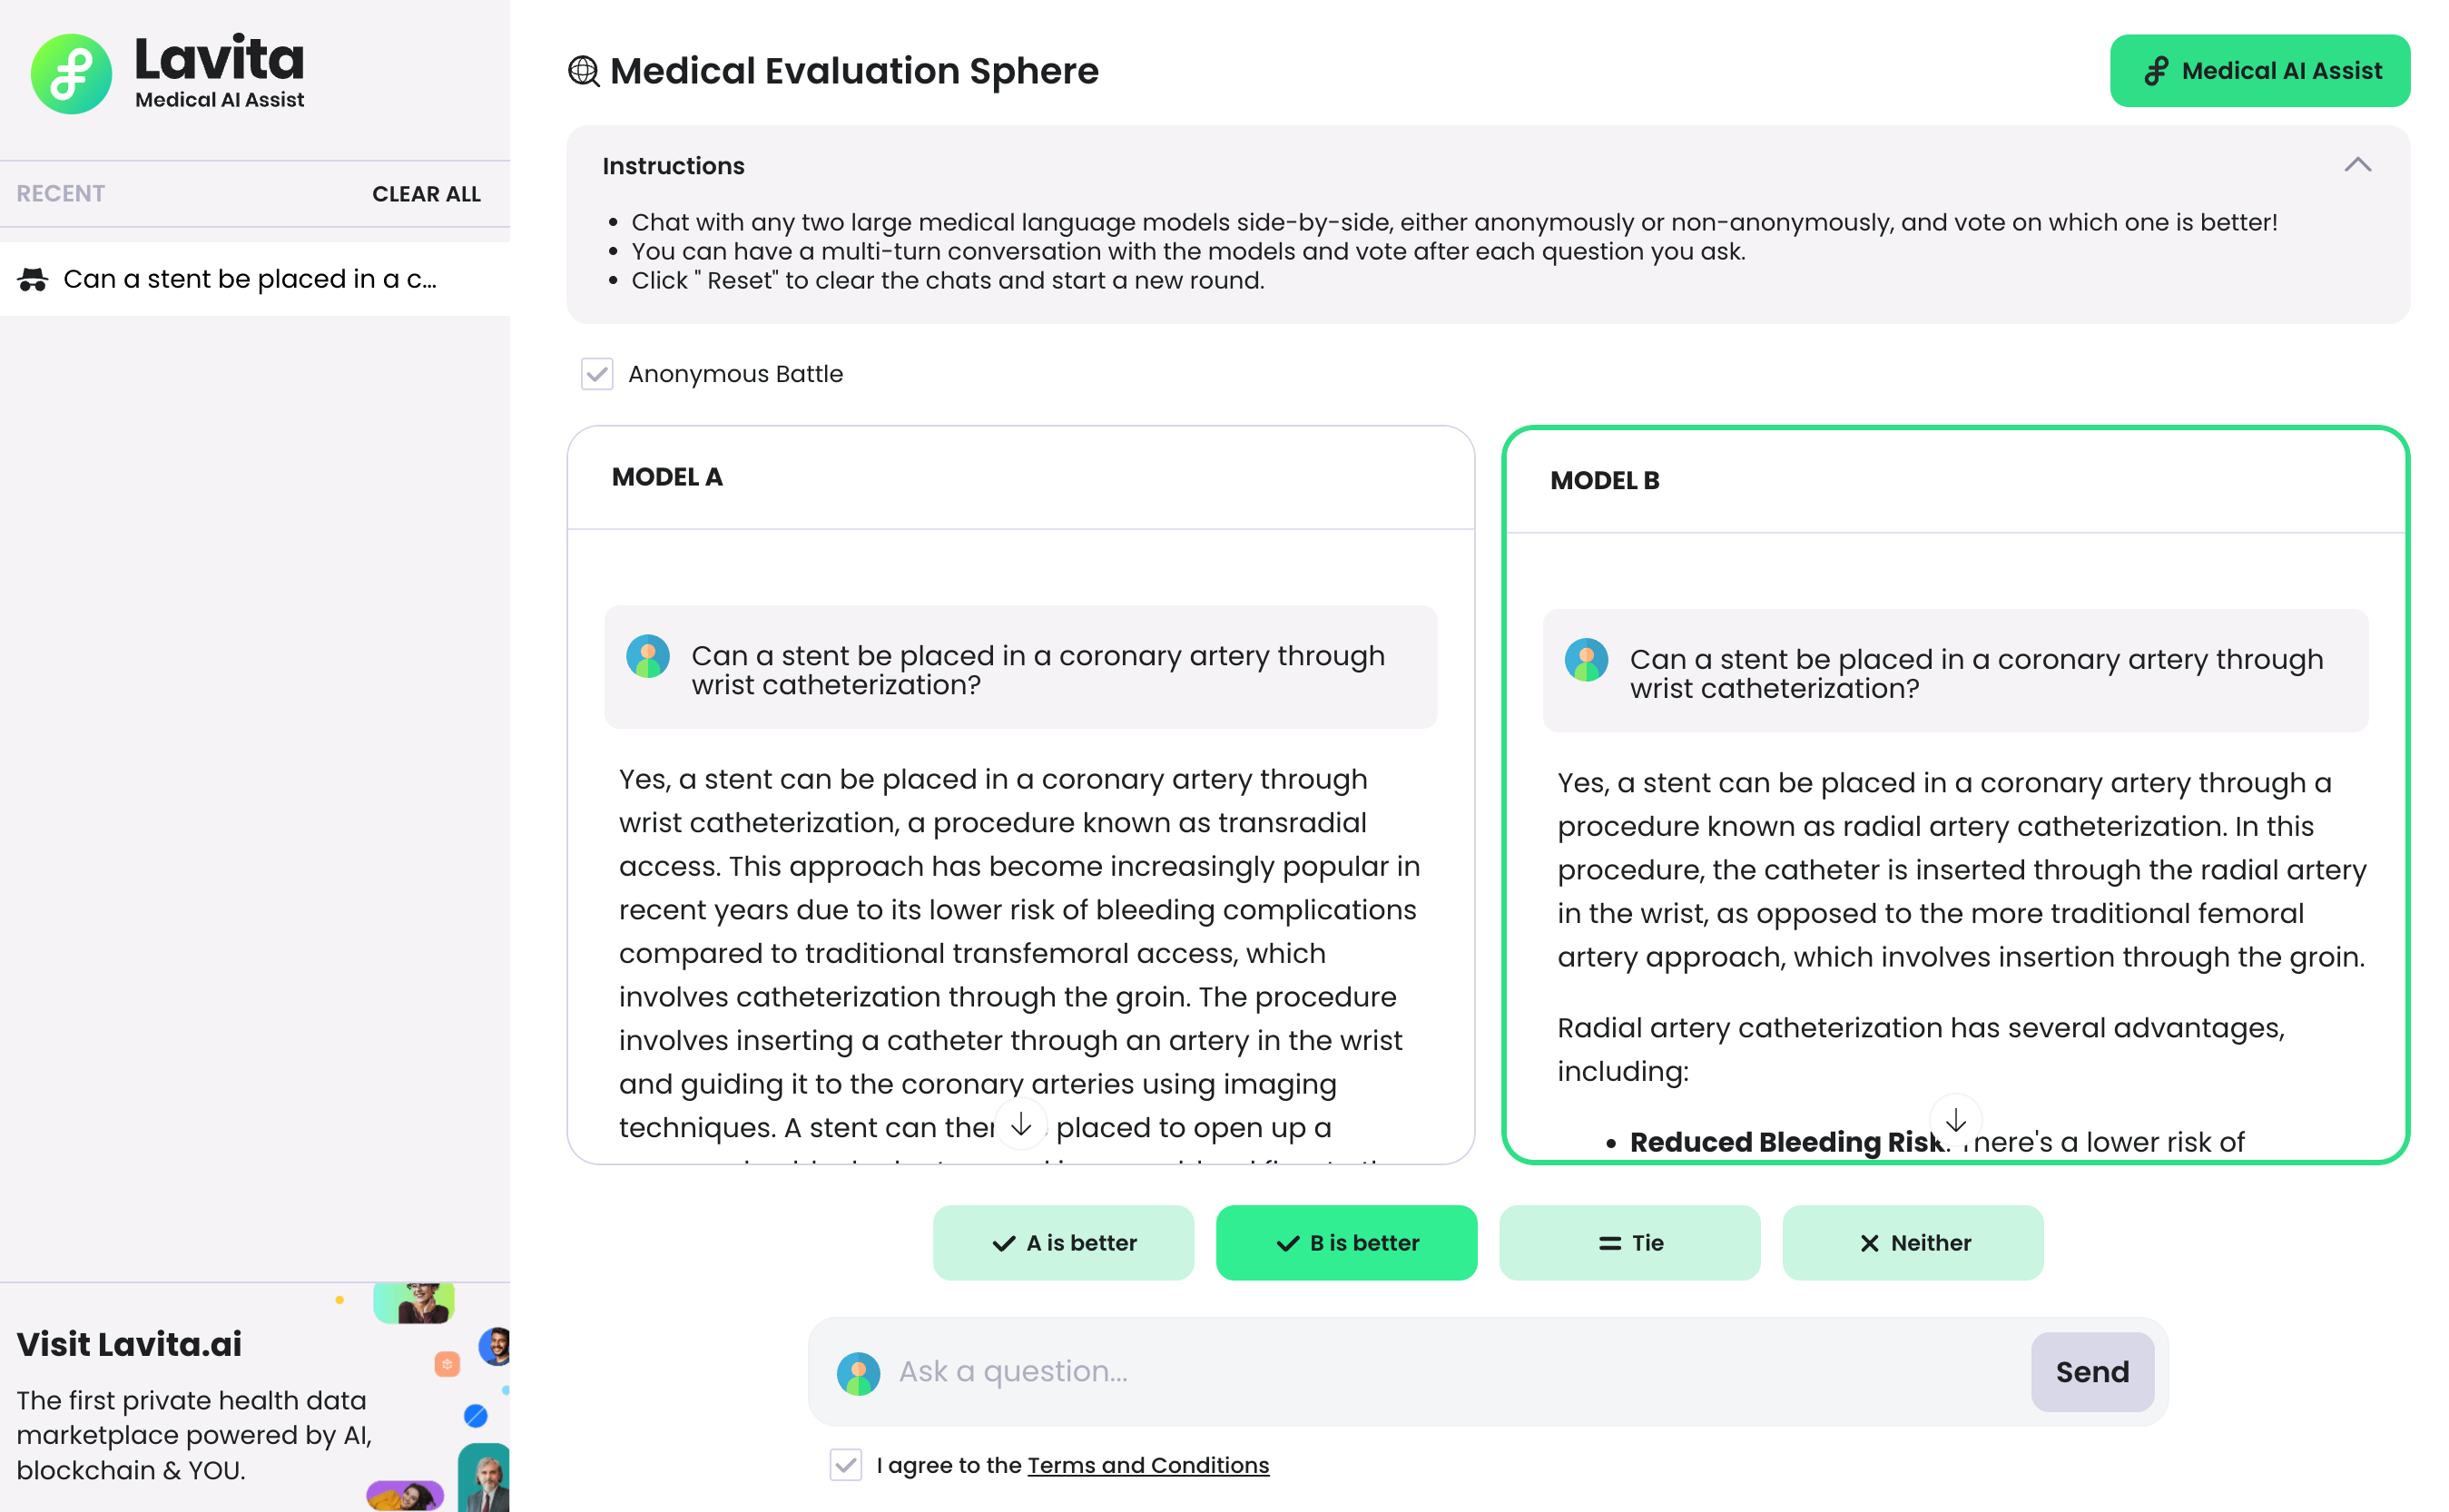 Lavita
Medical AI Assist
RECENT
CLEAR ALL
Can a stent be placed in a c...
Visit Lavita.ai
The first private health data
marketplace powered by AI,
blockchain & YOU.
Medical Evaluation Sphere
Medical AI Assist
Instructions
• Chat with any two large medical language models side-by-side, either anonymously or non-anonymously, and vote on which one is better!
• You can have a multi-turn conversation with the models and vote after each question you ask.
• Click " Reset" to clear the chats and start a new round.
Anonymous Battle
MODEL A
Can a stent be placed in a coronary artery through
wrist catheterization?
Yes, a stent can be placed in a coronary artery through
wrist catheterization, a procedure known as transradial
access. This approach has become increasingly popular in
recent years due to its lower risk of bleeding complications
compared to traditional transfemoral access, which
involves catheterization through the groin. The procedure
involves inserting a catheter through an artery in the wrist
and guiding it to the coronary arteries using imaging
techniques. A stent can then placed to open up a
MODEL B
Can a stent be placed in a coronary artery through
wrist catheterization?
Yes, a stent can be placed in a coronary artery through a
procedure known as radial artery catheterization. In this
procedure, the catheter is inserted through the radial artery
in the wrist, as opposed to the more traditional femoral
artery approach, which involves insertion through the groin.
Radial artery catheterization has several advantages,
including:
• Reduced Bleeding Risk: There's a lower risk of
A is better
B is better
Tie
Neither
Ask a question...
Send
I agree to the Terms and Conditions